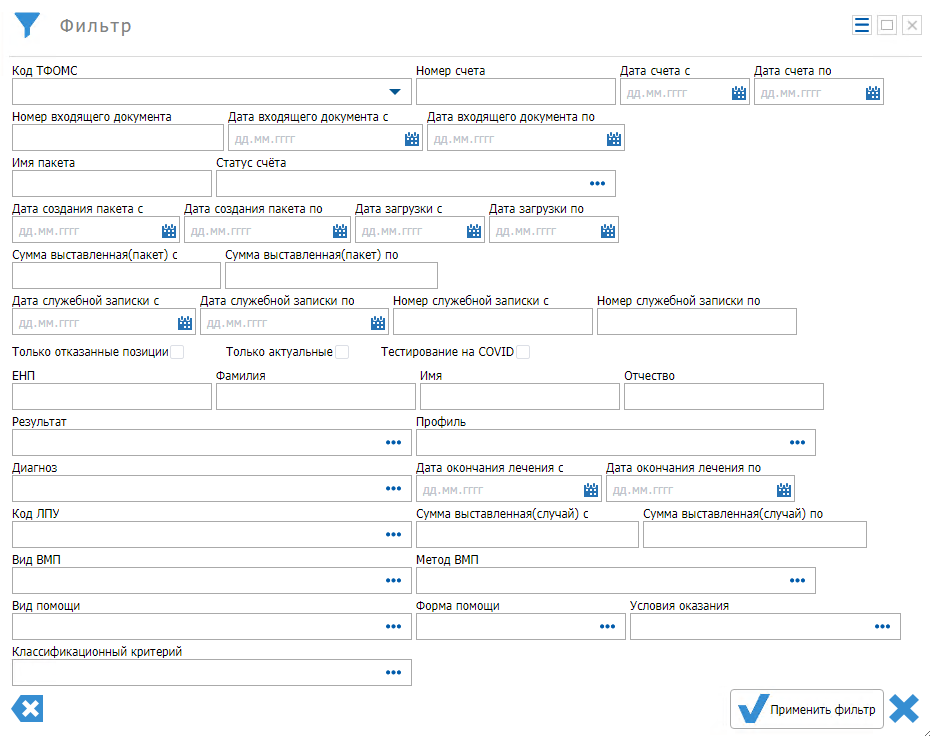 Фильтр
Код ТФОМС Номер счета Дата счета с Дата счета по
дд.мм.гггг дд.мм.гггг
Номер входящего документа Дата входящего документа с Дата входящего документа по
дд.мм.гггг дд.мм.гггг
Имя пакета Статус счёта
Дата создания пакета с Дата создания пакета по Дата загрузки с Дата загрузки по
дд.мм.гггг дд.мм.гггг дд.мм.гггг дд.мм.гггг
Сумма выставленная(пакет) с Сумма выставленная(пакет) по
Дата служебной записки с Дата служебной записки по Номер служебной записки с Номер служебной записки по
дд.мм.гггг дд.мм.гггг
Только отказанные позиции Только актуальные Тестирование на COVID
ЕНП Фамилия Имя Отчество
Результат Профиль
Диагноз Дата окончания лечения с Дата окончания лечения по
дд.мм.гггг дд.мм.гггг
Код ЛПУ Сумма выставленная(случай) с Сумма выставленная(случай) по
Вид ВМП Метод ВМП
Вид помощи Форма помощи Условия оказания
Классификационный критерий
Применить фильтр